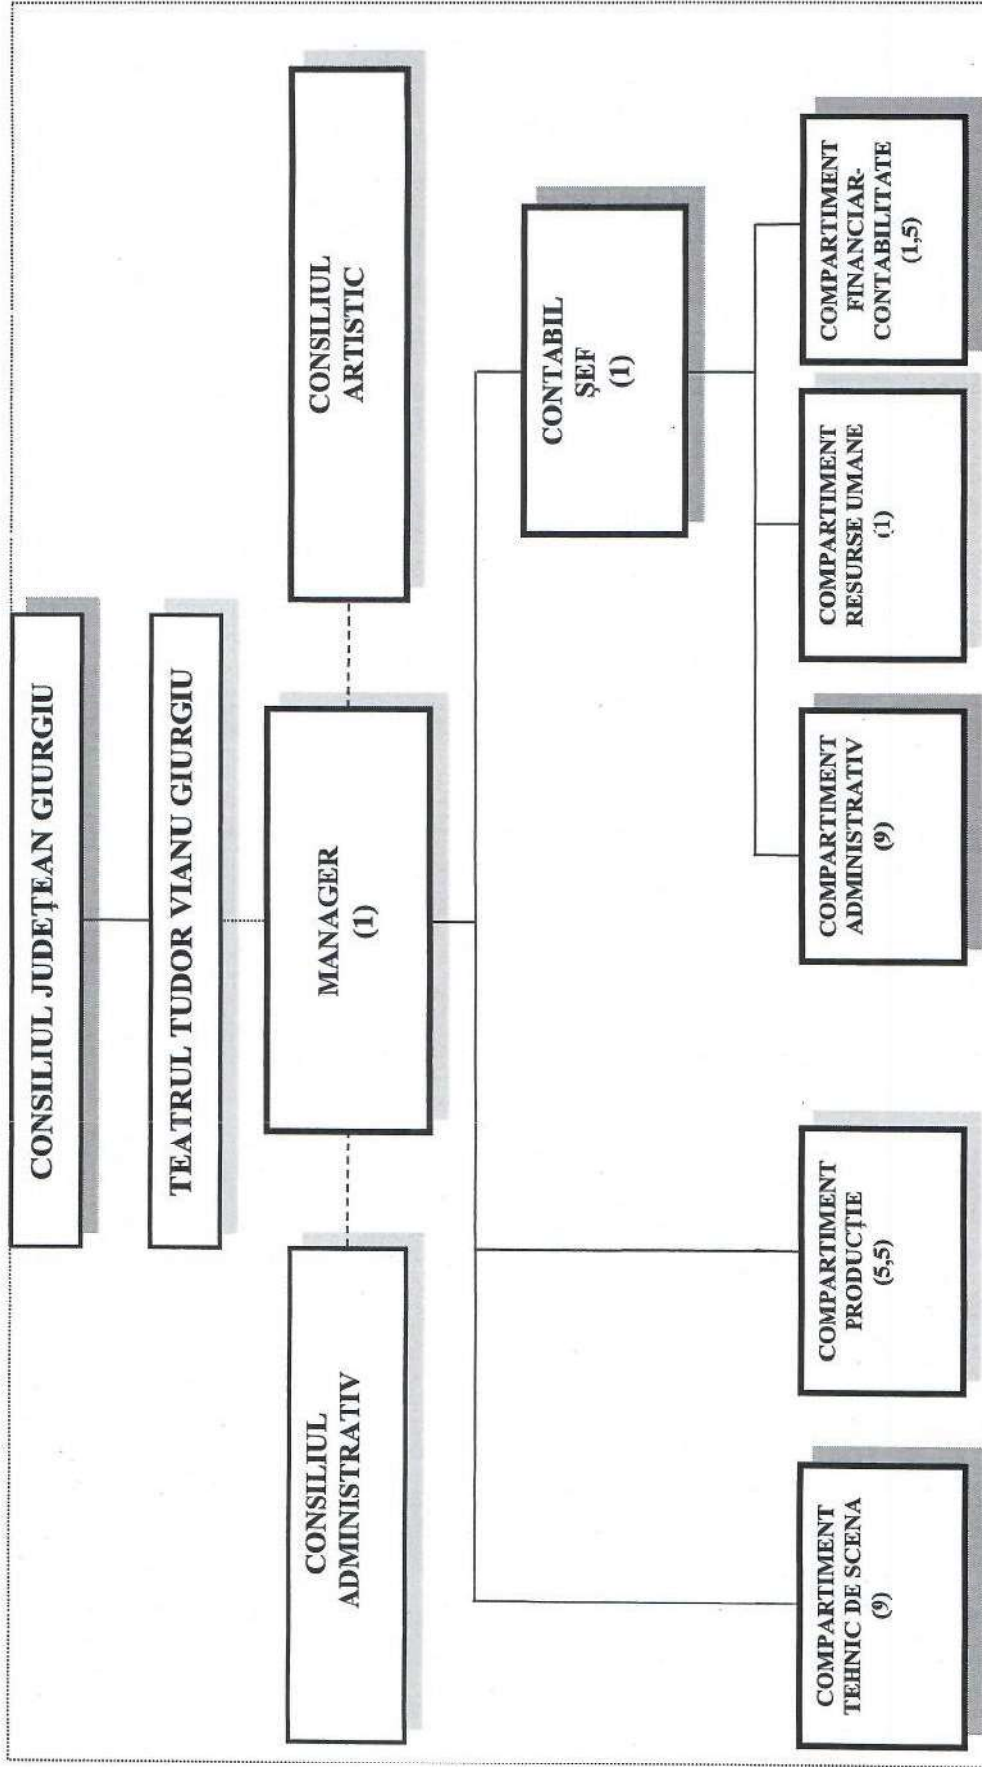 CONSILIUL JUDEȚEAN GIURGIU
TEATRUL TUDOR VIANU GIURGIU
CONSILIUL
ADMINISTRATIV
MANAGER
(1)
CONSILIUL
ARTISTIC
CONTABIL
ȘEF
(1)
COMPARTIMENT
TEHNIC DE SCENA
(9)
COMPARTIMENT
PRODUCȚIE
(5,5)
COMPARTIMENT
ADMINISTRATIV
(9)
COMPARTIMENT
RESURSE UMANE
(1)
COMPARTIMENT
FINANCIAR-
CONTABILITATE
(1,5)